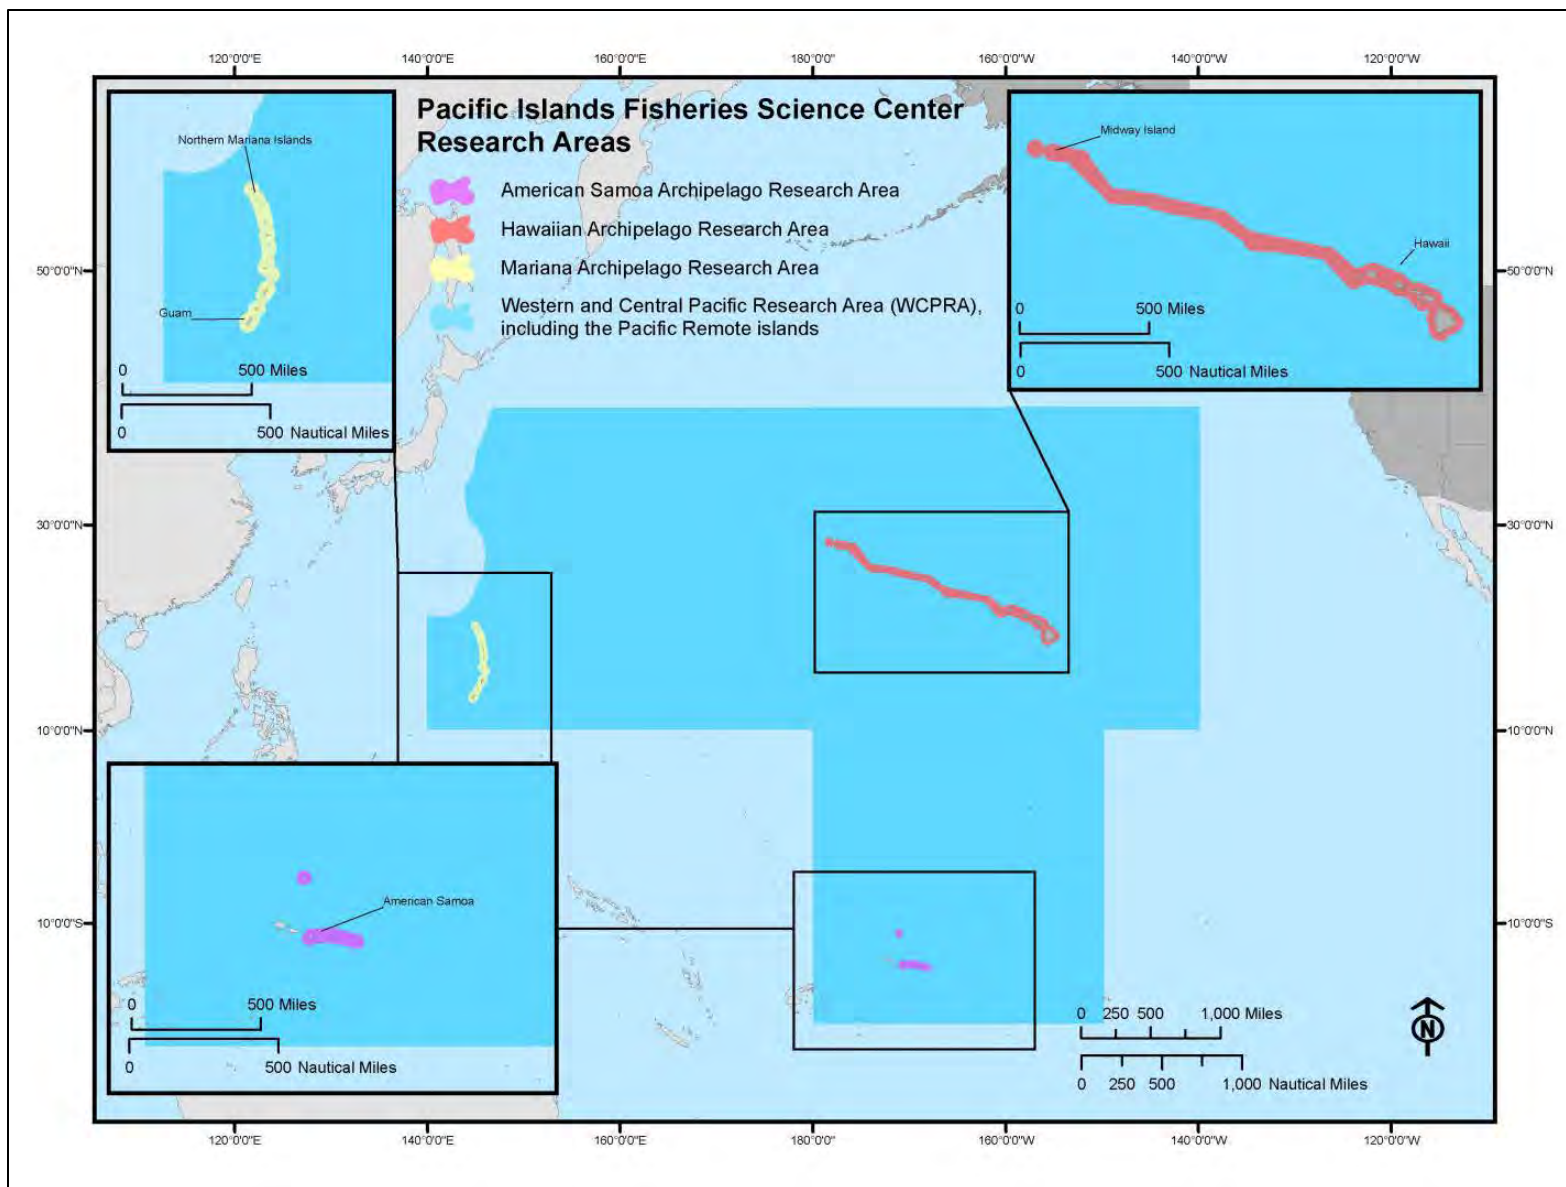 120°0'0"E 140°0'0"E 160°0'0"E 180°0'0" 160°0'0"W 140°0'0"W 120°0'0"W
Pacific Islands Fisheries Science Center
Research Areas
American Samoa Archipelago Research Area
Hawaiian Archipelago Research Area
Mariana Archipelago Research Area
Western and Central Pacific Research Area (WCPRA),
including the Pacific Remote islands
Northern Mariana Islands
Guam
0 500 Miles
0 500 Nautical Miles
Midway Island
Hawaii
0 500 Miles
0 500 Nautical Miles
50°0'0"N 50°0'0"N
30°0'0"N 30°0'0"N
10°0'0"N 10°0'0"N
10°0'0"S 10°0'0"S
American Samoa
0 500 Miles
0 500 Nautical Miles
0 250 500 1,000 Miles
0 250 500 1,000 Nautical Miles
N
120°0'0"E 140°0'0"E 160°0'0"E 180°0'0" 160°0'0"W 140°0'0"W 120°0'0"W